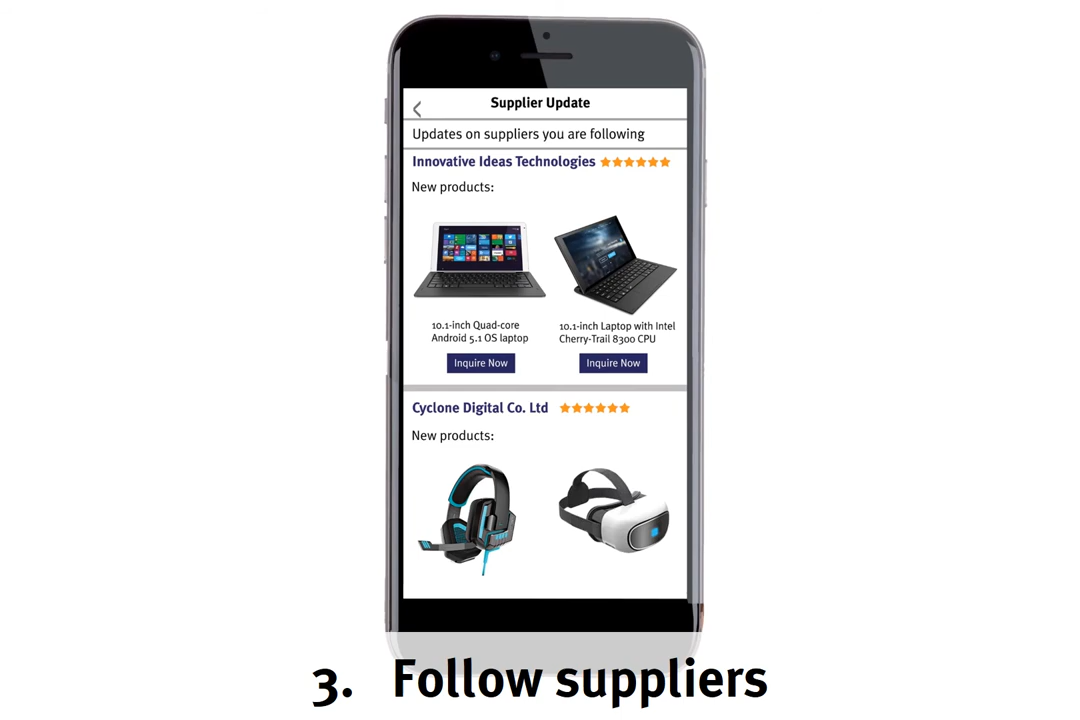 Supplier Update
Updates on suppliers you are following
Innovative Ideas Technologies
New products:
10.1-inch Quad-core
Android 5.1 OS laptop
10.1-inch Laptop with Intel
Cherry-Trail 8300 CPU
Inquire Now
Inquire Now
Cyclone Digital Co. Ltd
New products:
3. Follow suppliers